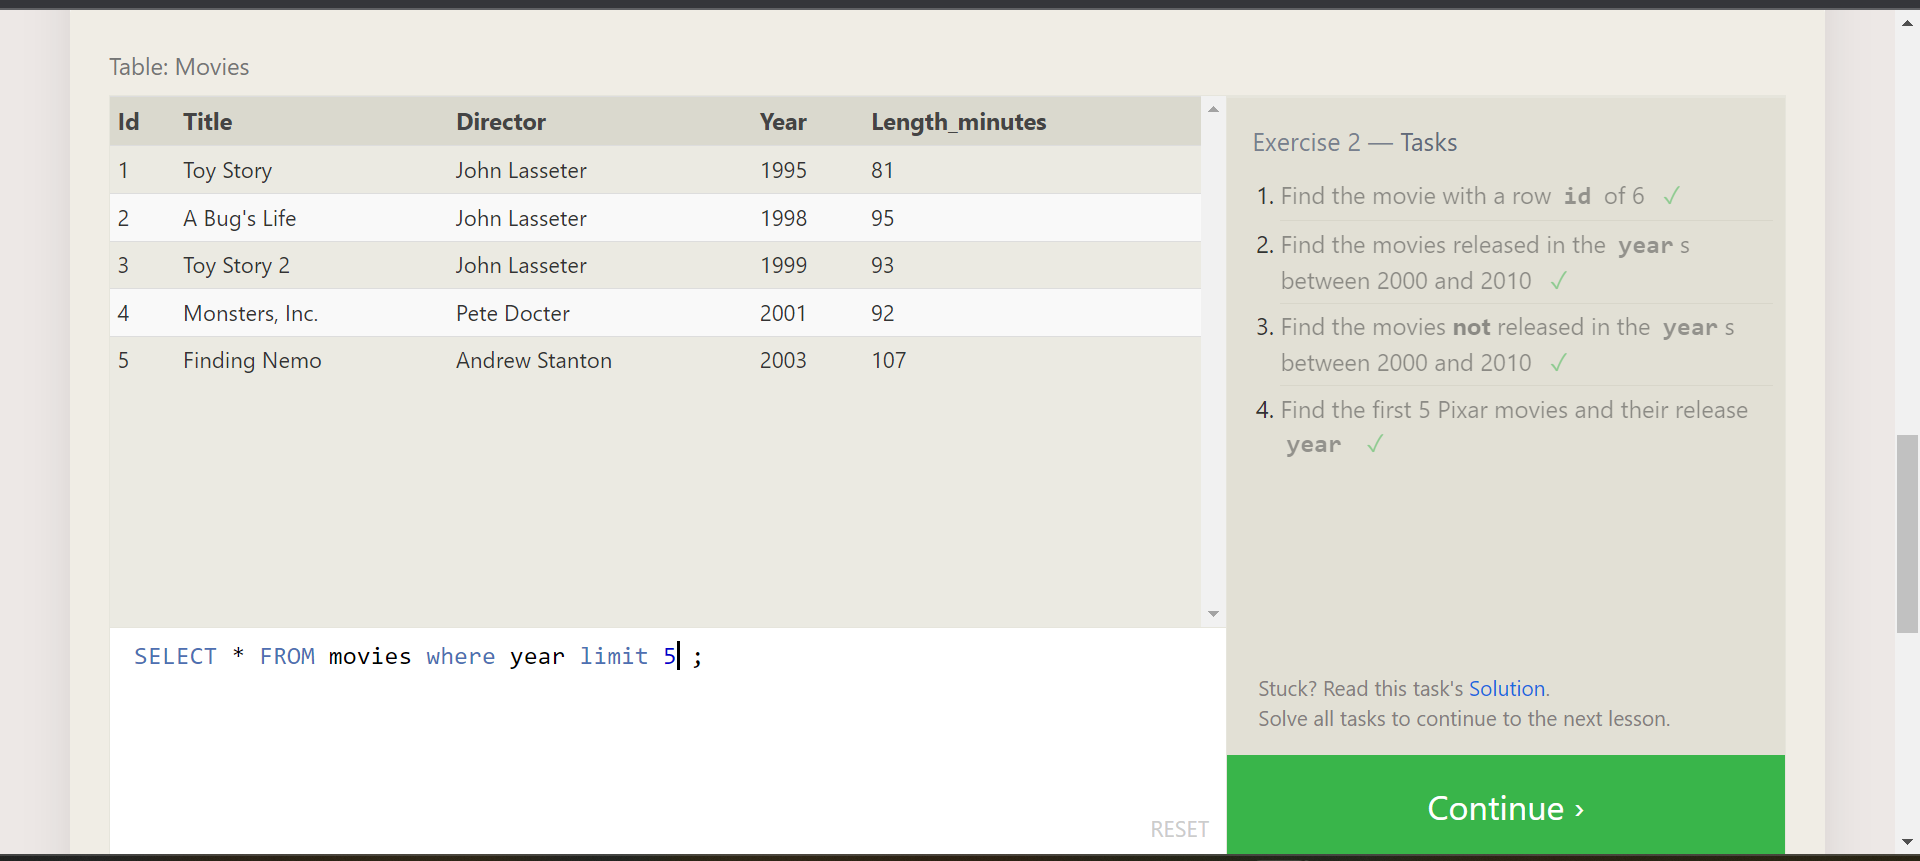 Table: Movies
Id Title Director Year Length_minutes
1 Toy Story John Lasseter 1995 81
2 A Bug's Life John Lasseter 1998 95
3 Toy Story 2 John Lasseter 1999 93
4 Monsters, Inc. Pete Docter 2001 92
5 Finding Nemo Andrew Stanton 2003 107
SELECT * FROM movies where year limit 5 ;
RESET
Exercise 2 — Tasks
1. Find the movie with a row id of 6 ✓
2. Find the movies released in the year s
between 2000 and 2010 ✓
3. Find the movies not released in the year s
between 2000 and 2010 ✓
4. Find the first 5 Pixar movies and their release
year ✓
Stuck? Read this task's Solution.
Solve all tasks to continue to the next lesson.
Continue ›